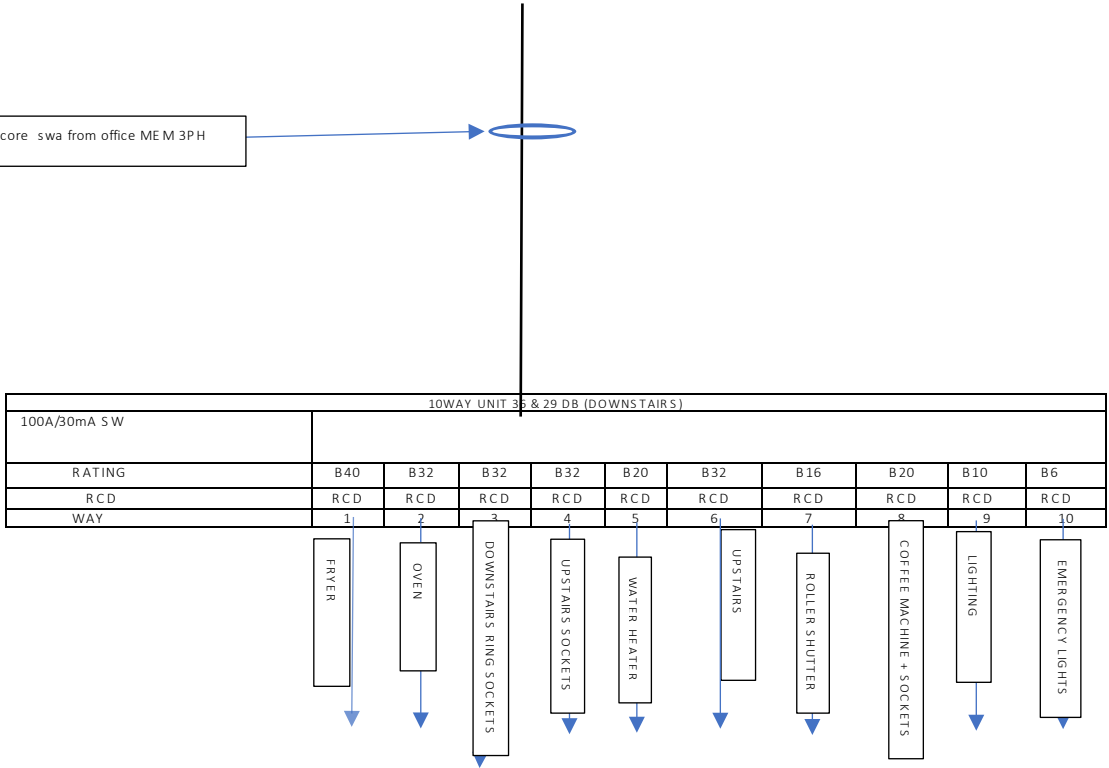 core swa from office MEM 3PH
10WAY UNIT 36 & 29 DB (DOWNSTAIRS)
100A/30mA SW
RATING B40 B32 B32 B32 B20 B32 B16 B20 B10 B6
RCD RCD RCD RCD RCD RCD RCD RCD RCD RCD RCD
WAY 1 2 3 4 5 6 7 8 9 10
FRYER
OVEN
DOWNSTAIRS RING SOCKETS
UPSTAIRS SOCKETS
WATER HEATER
UPSTAIRS
ROLLER SHUTTER
COFFEE MACHINE + SOCKETS
LIGHTING
EMERGENCY LIGHTS